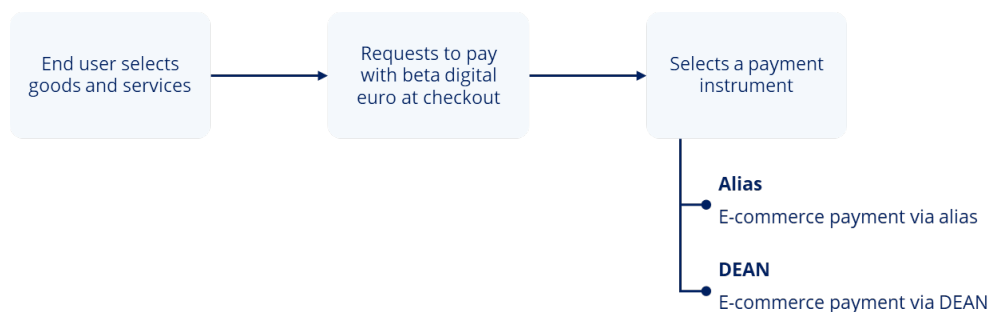 End user selects
goods and services
Requests to pay
with beta digital
euro at checkout
Selects a payment
instrument
Alias
E-commerce payment via alias
DEAN
E-commerce payment via DEAN